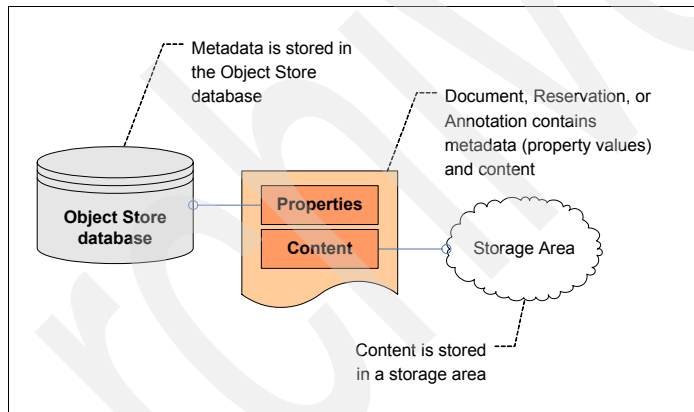 Metadata is stored in
the Object Store
database
Document, Reservation, or
Annotation contains
metadata (property values)
and content
Object Store
database
Properties
Content
Storage Area
Content is stored
in a storage area